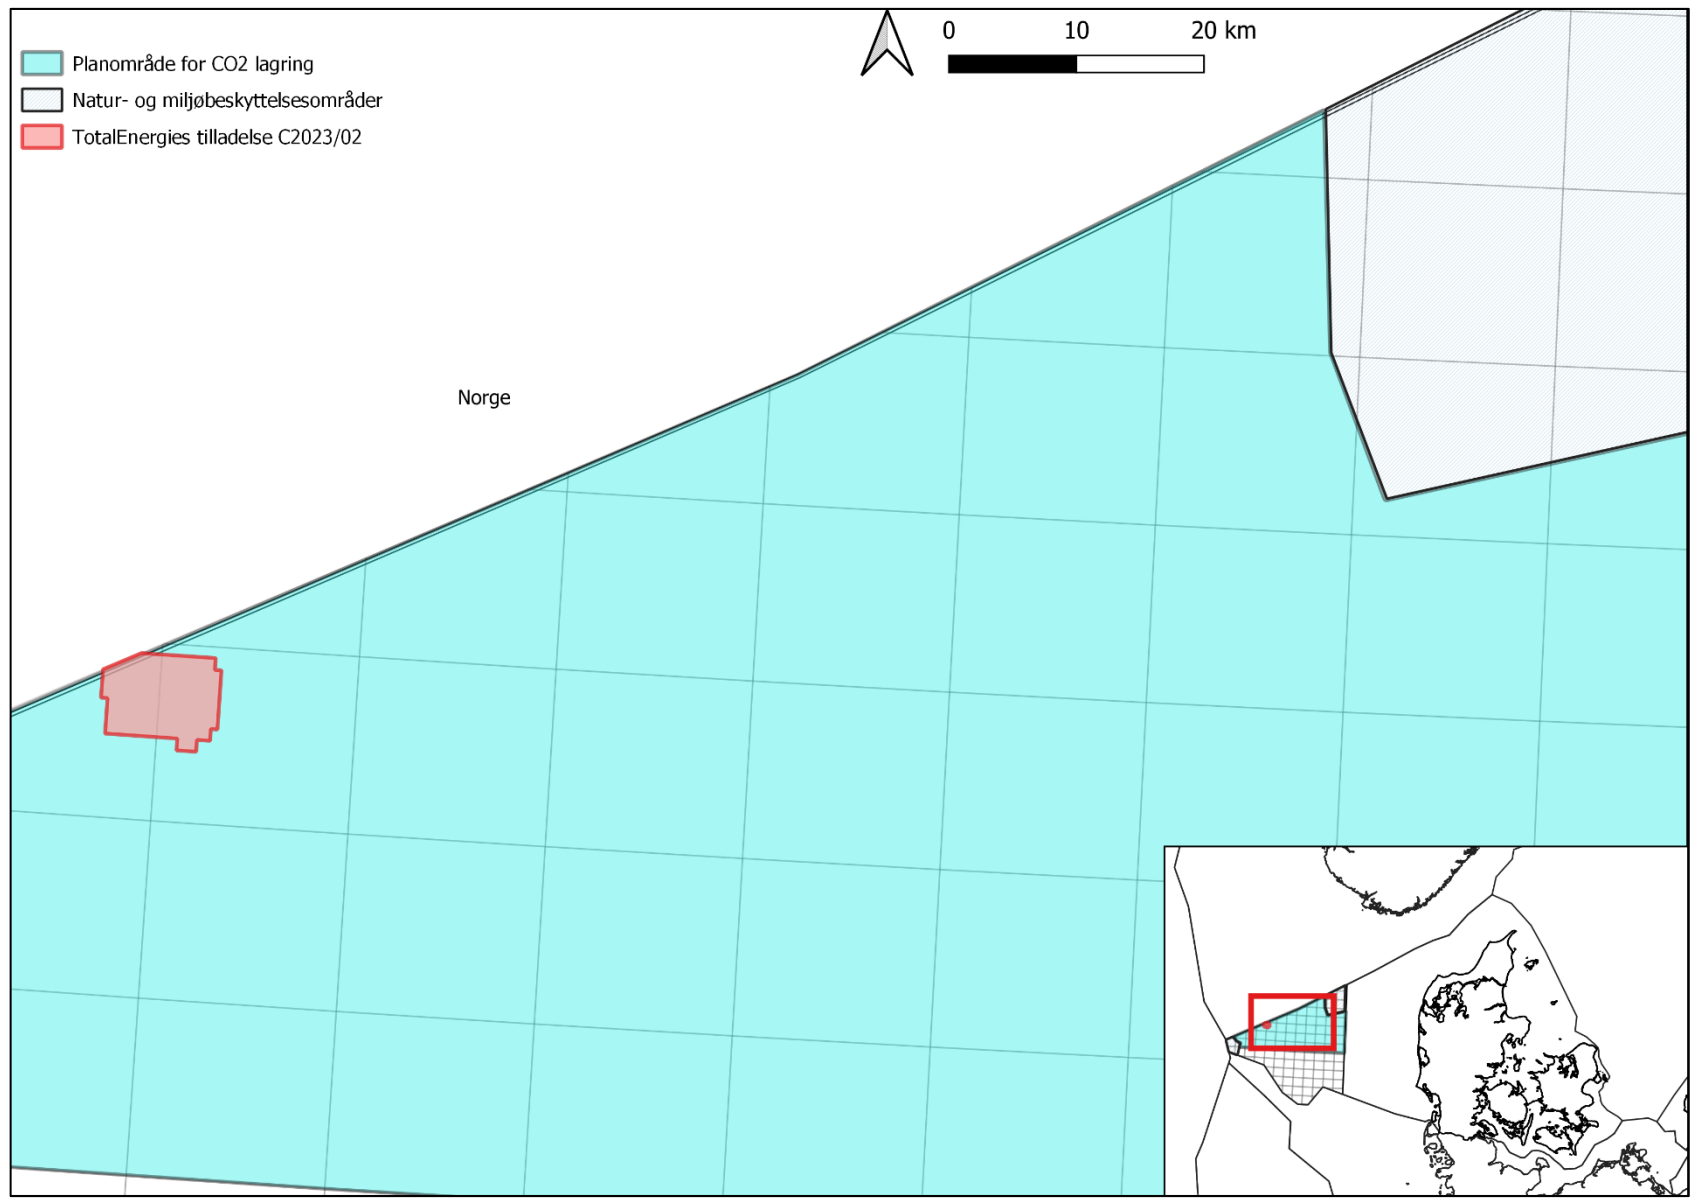 0 10 20 km
Planområde for CO2 lagring
Natur- og miljøbeskyttelsesområder
TotalEnergies tilladelse C2023/02
Norge